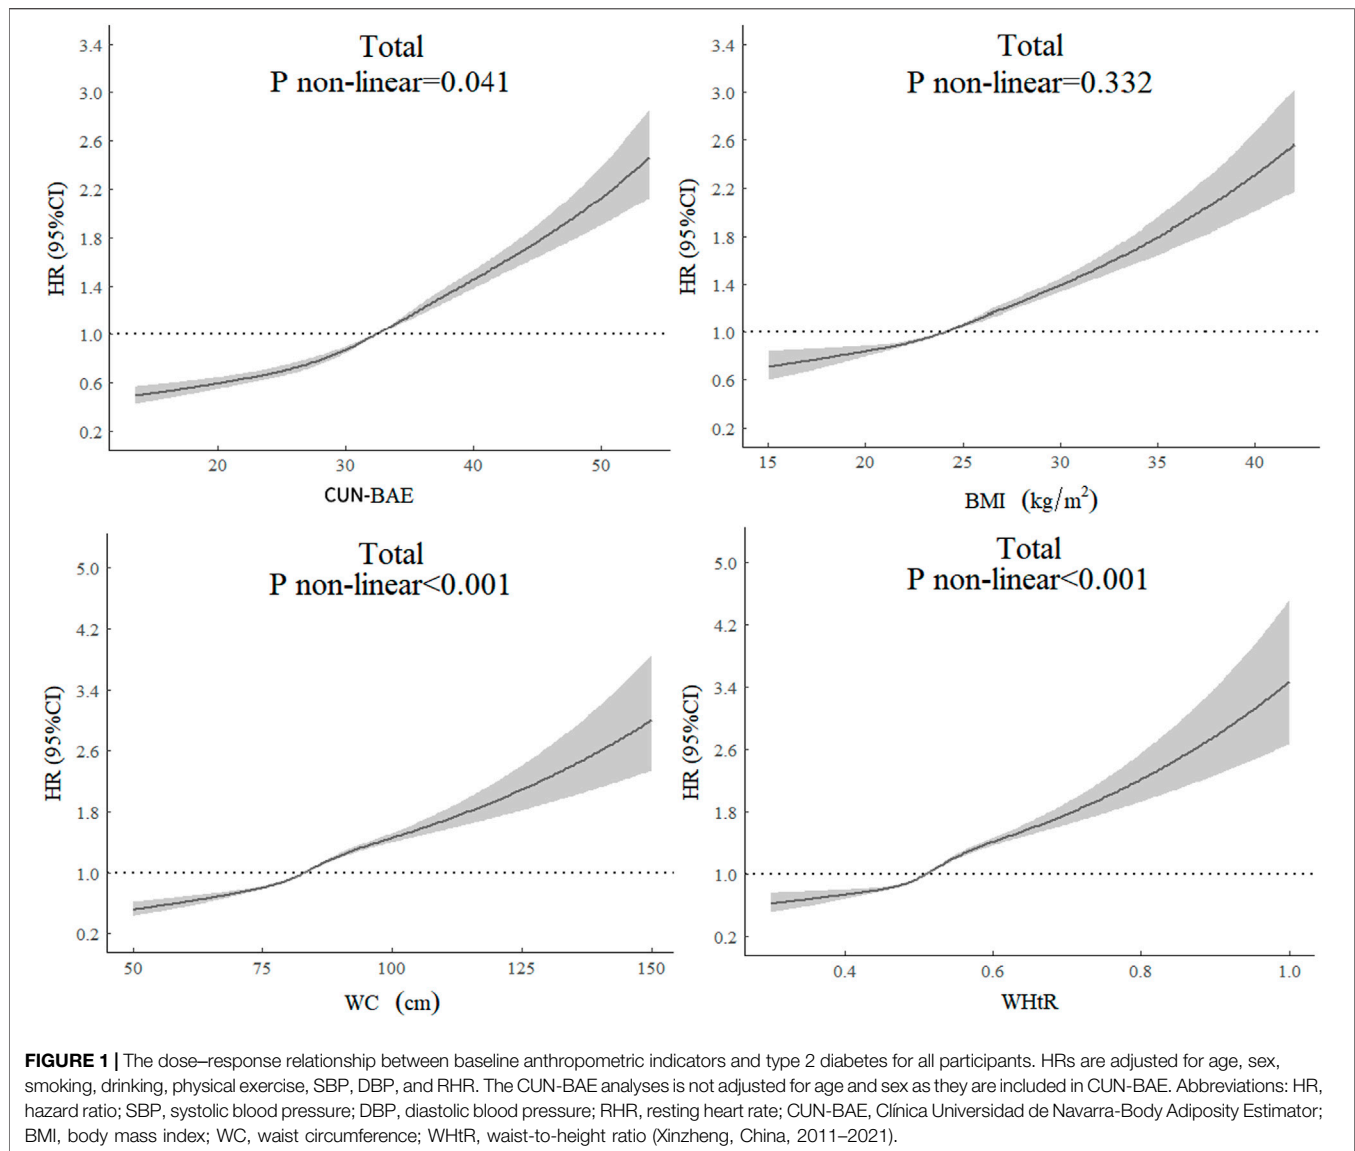 Total
P non-linear=0.041
3.4
3.0
2.6
2.2
1.8
1.4
1.0
0.6
0.2
HR (95%CI)
20 30 40 50
CUN-BAE
Total
P non-linear=0.332
3.4
3.0
2.6
2.2
1.8
1.4
1.0
0.6
0.2
HR (95%CI)
15 20 25 30 35 40
BMI (kg/m²)
Total
P non-linear<0.001
5.0
4.2
3.4
2.6
1.8
1.0
0.2
HR (95%CI)
50 75 100 125 150
WC (cm)
Total
P non-linear<0.001
5.0
4.2
3.4
2.6
1.8
1.0
0.2
HR (95%CI)
0.4 0.6 0.8 1.0
WHtR
FIGURE 1 | The dose–response relationship between baseline anthropometric indicators and type 2 diabetes for all participants. HRs are adjusted for age, sex,
smoking, drinking, physical exercise, SBP, DBP, and RHR. The CUN-BAE analyses is not adjusted for age and sex as they are included in CUN-BAE. Abbreviations: HR,
hazard ratio; SBP, systolic blood pressure; DBP, diastolic blood pressure; RHR, resting heart rate; CUN-BAE, Clínica Universidad de Navarra-Body Adiposity Estimator;
BMI, body mass index; WC, waist circumference; WHtR, waist-to-height ratio (Xinzheng, China, 2011–2021).